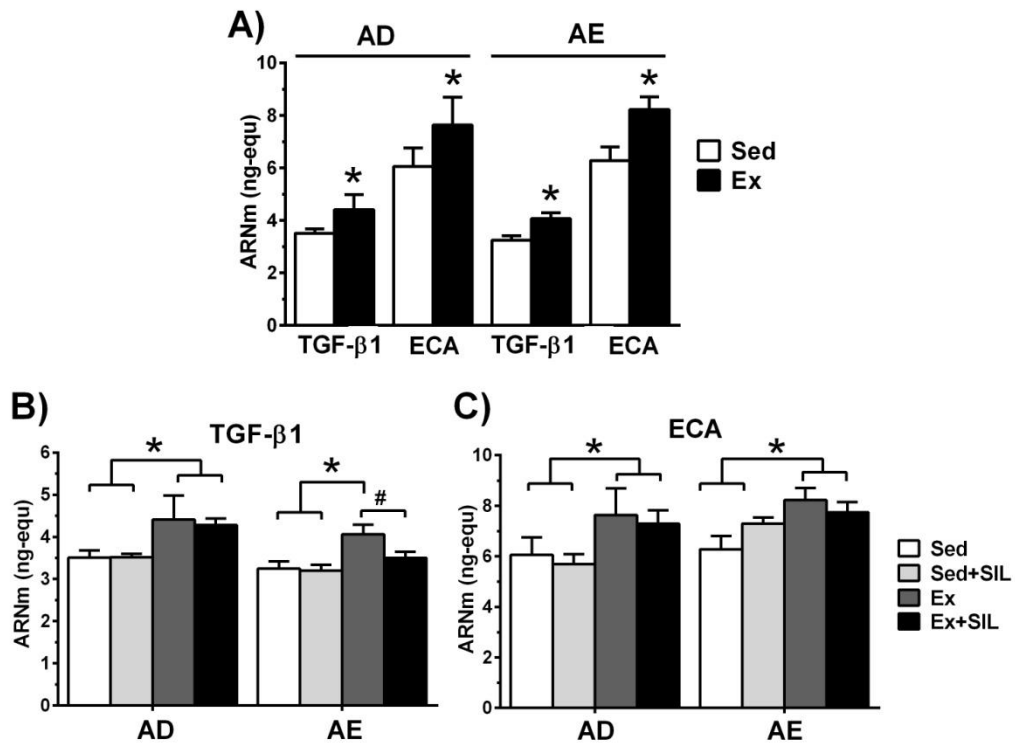 A)
AD AE
10
8
6
4
2
0
ARNm (ng-equ)
* * * *
TGF-β1 ECA TGF-β1 ECA
Sed
Ex
B)
TGF-β1
6
5
4
3
2
1
0
ARNm (ng-equ)
* * #
AD AE
C)
ECA
10
8
6
4
2
0
ARNm (ng-equ)
* *
AD AE
Sed
Sed+SIL
Ex
Ex+SIL